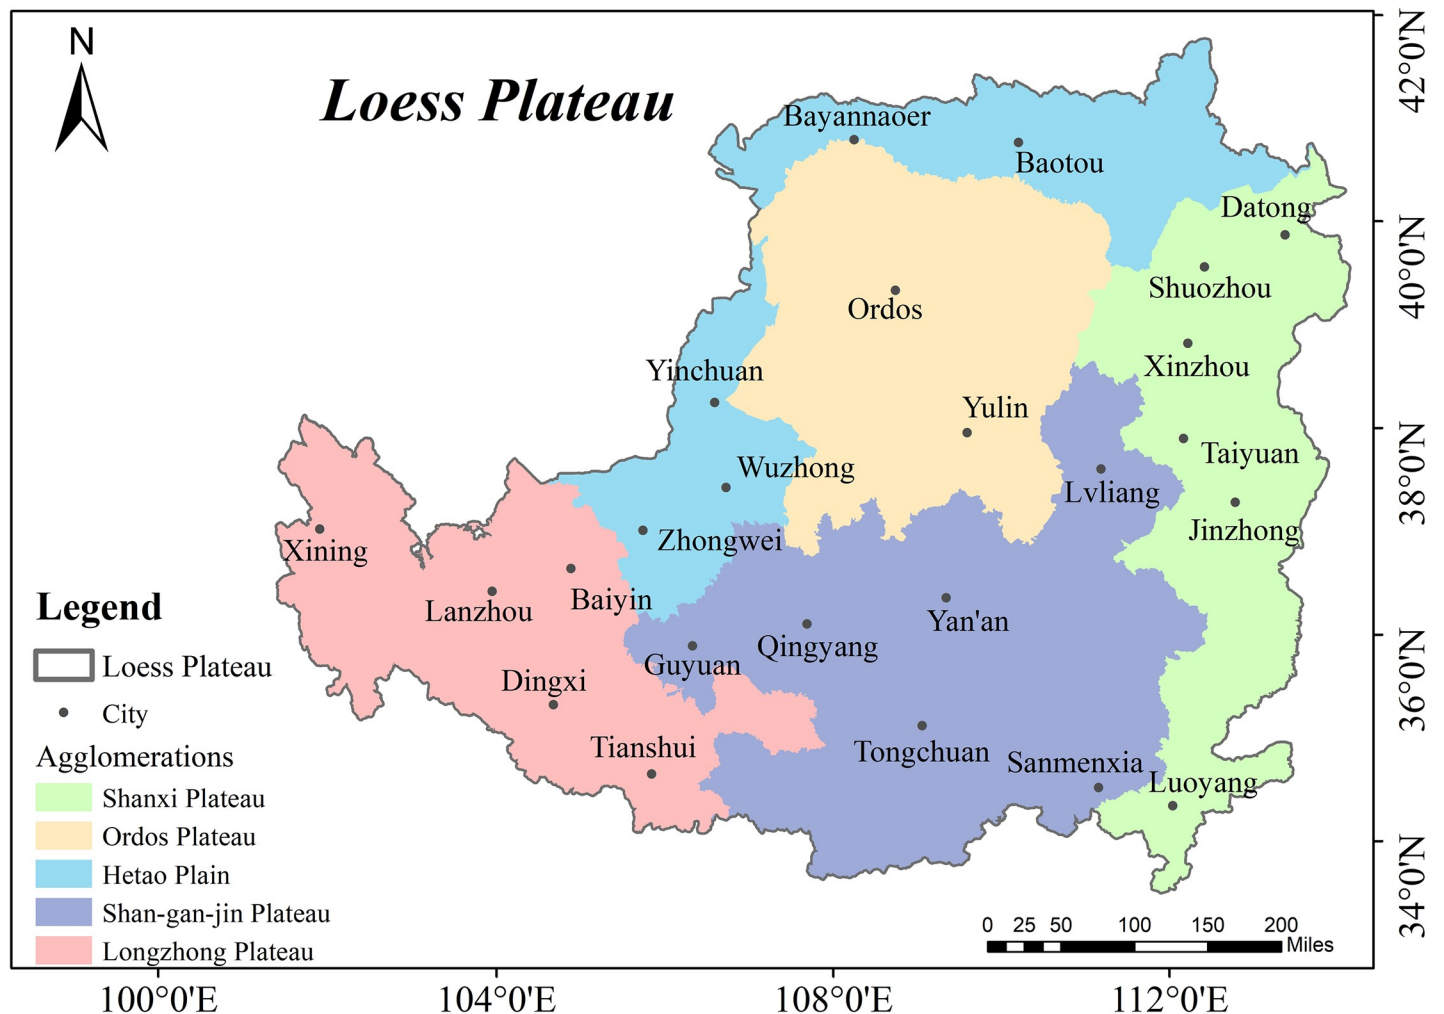 N
Loess Plateau
42°0'N
Bayannaoer
Baotou
Datong
40°0'N
Shuozhou
Ordos
Xinzhou
Yinchuan
Yulin
38°0'N
Taiyuan
Wuzhong
Lvliang
Jinzhong
Zhongwei
Xining
Baiyin
Lanzhou
Yan'an
Qingyang
36°0'N
Guyuan
Dingxi
Tianshui
Tongchuan
Sanmenxia
Luoyang
34°0'N
Legend
Loess Plateau
City
Agglomerations
Shanxi Plateau
Ordos Plateau
Hetao Plain
Shan-gan-jin Plateau
Longzhong Plateau
0 25 50 100 150 200
Miles
100°0'E 104°0'E 108°0'E 112°0'E